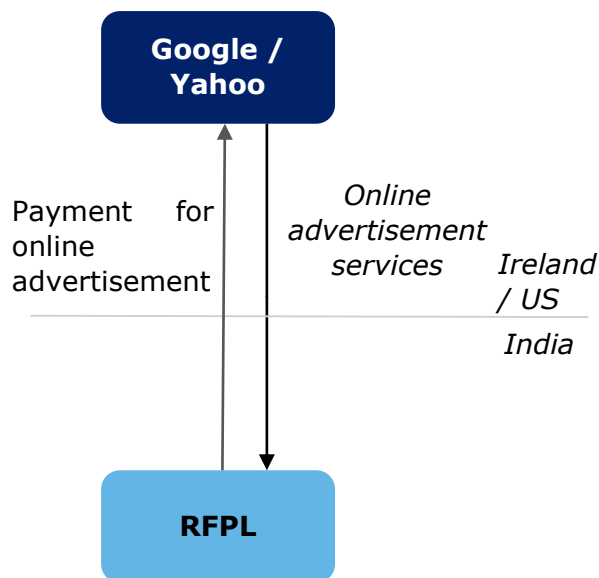 Google /
Yahoo
Payment for
online
advertisement
Online
advertisement
services
Ireland
/ US
India
RFPL